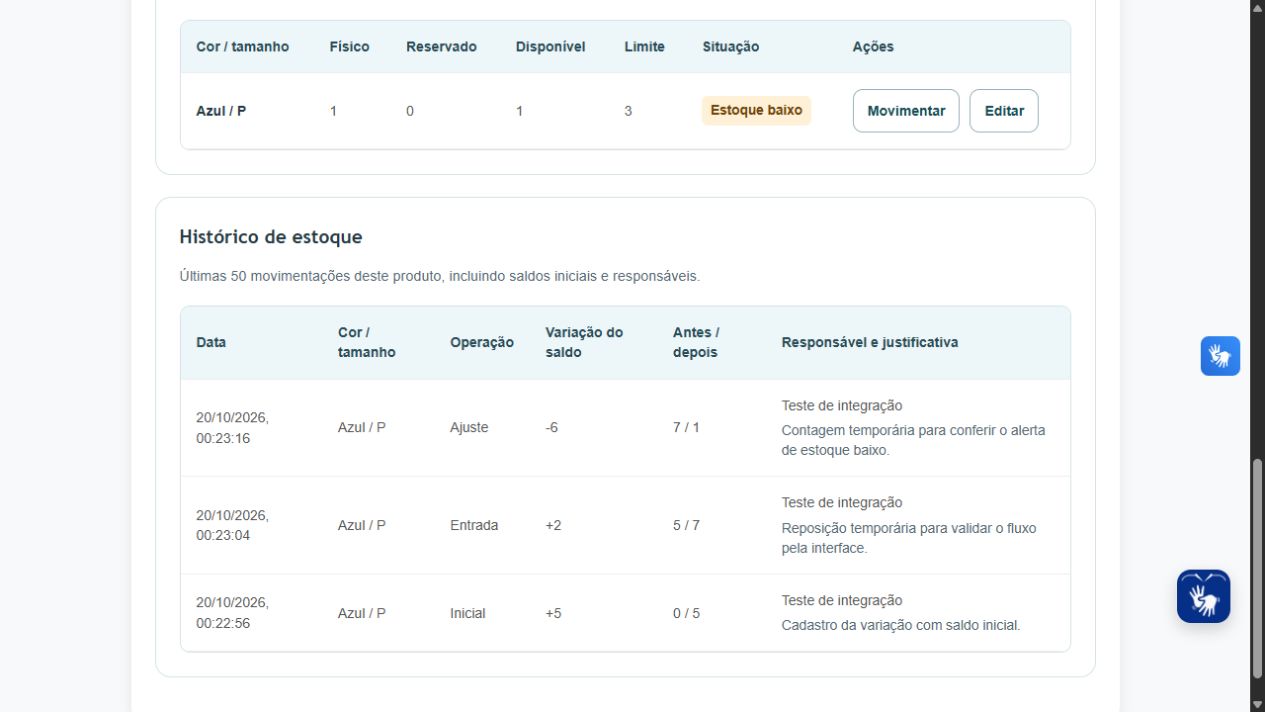 Cor / tamanho Físico Reservado Disponível Limite Situação Ações
Azul / P 1 0 1 3 Estoque baixo Movimentar Editar
Histórico de estoque
Últimas 50 movimentações deste produto, incluindo saldos iniciais e responsáveis.
Data Cor / tamanho Operação Variação do saldo Antes / depois Responsável e justificativa
20/10/2026, 00:23:16 Azul / P Ajuste -6 7 / 1 Teste de integração
Contagem temporária para conferir o alerta
de estoque baixo.
20/10/2026, 00:23:04 Azul / P Entrada +2 5 / 7 Teste de integração
Reposição temporária para validar o fluxo
pela interface.
20/10/2026, 00:22:56 Azul / P Inicial +5 0 / 5 Teste de integração
Cadastro da variação com saldo inicial.